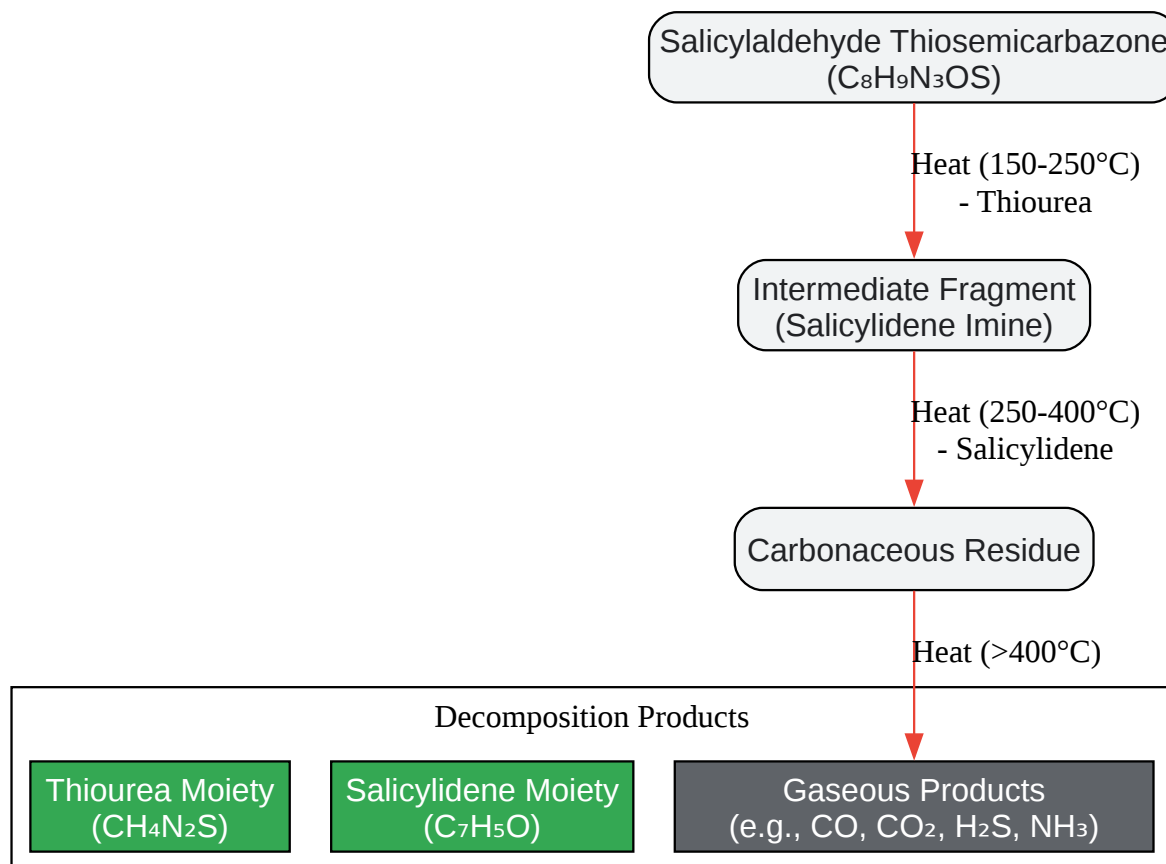 Salicylaldehyde Thiosemicarbazone
(C₈H₉N₃OS)
Heat (150-250°C)
- Thiourea
Intermediate Fragment
(Salicylidene Imine)
Heat (250-400°C)
- Salicylidene
Carbonaceous Residue
Heat (>400°C)
Decomposition Products
Thiourea Moiety
(CH₄N₂S)
Salicylidene Moiety
(C₇H₅O)
Gaseous Products
(e.g., CO, CO₂, H₂S, NH₃)